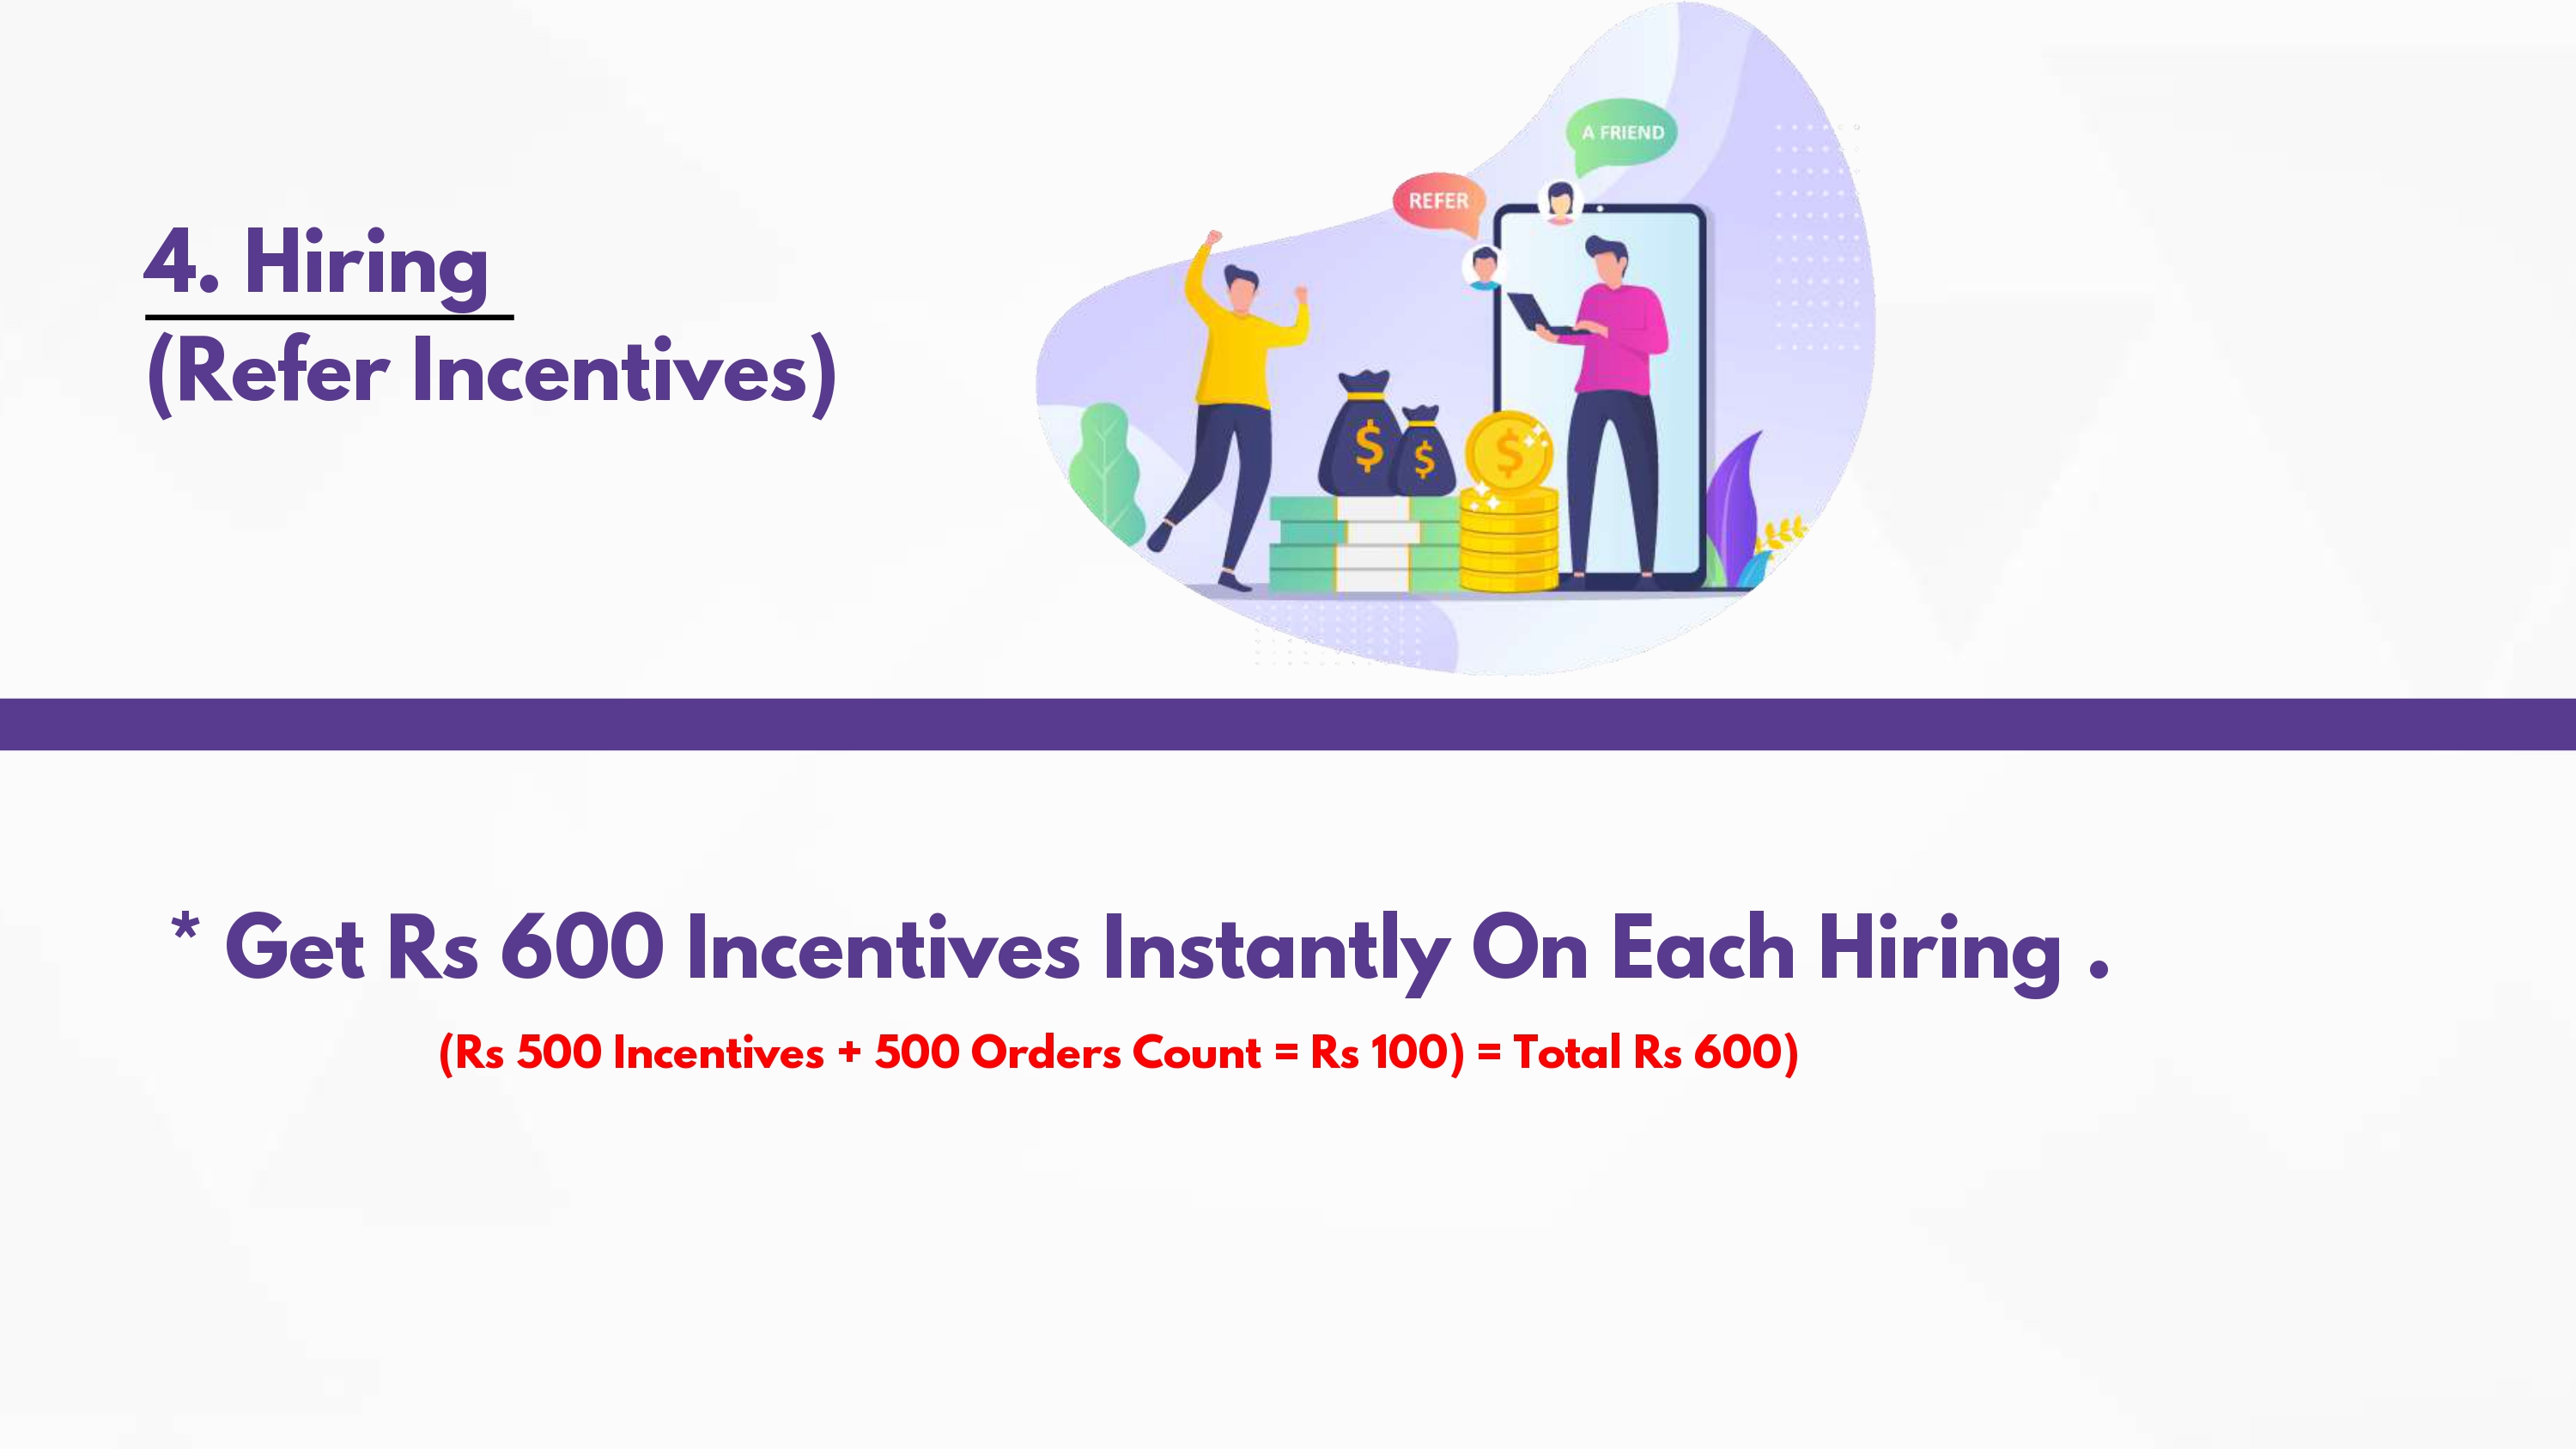 4. Hiring
(Refer Incentives)
A FRIEND
REFER
$
$
$
* Get Rs 600 Incentives Instantly On Each Hiring .
(Rs 500 Incentives + 500 Orders Count = Rs 100) = Total Rs 600)